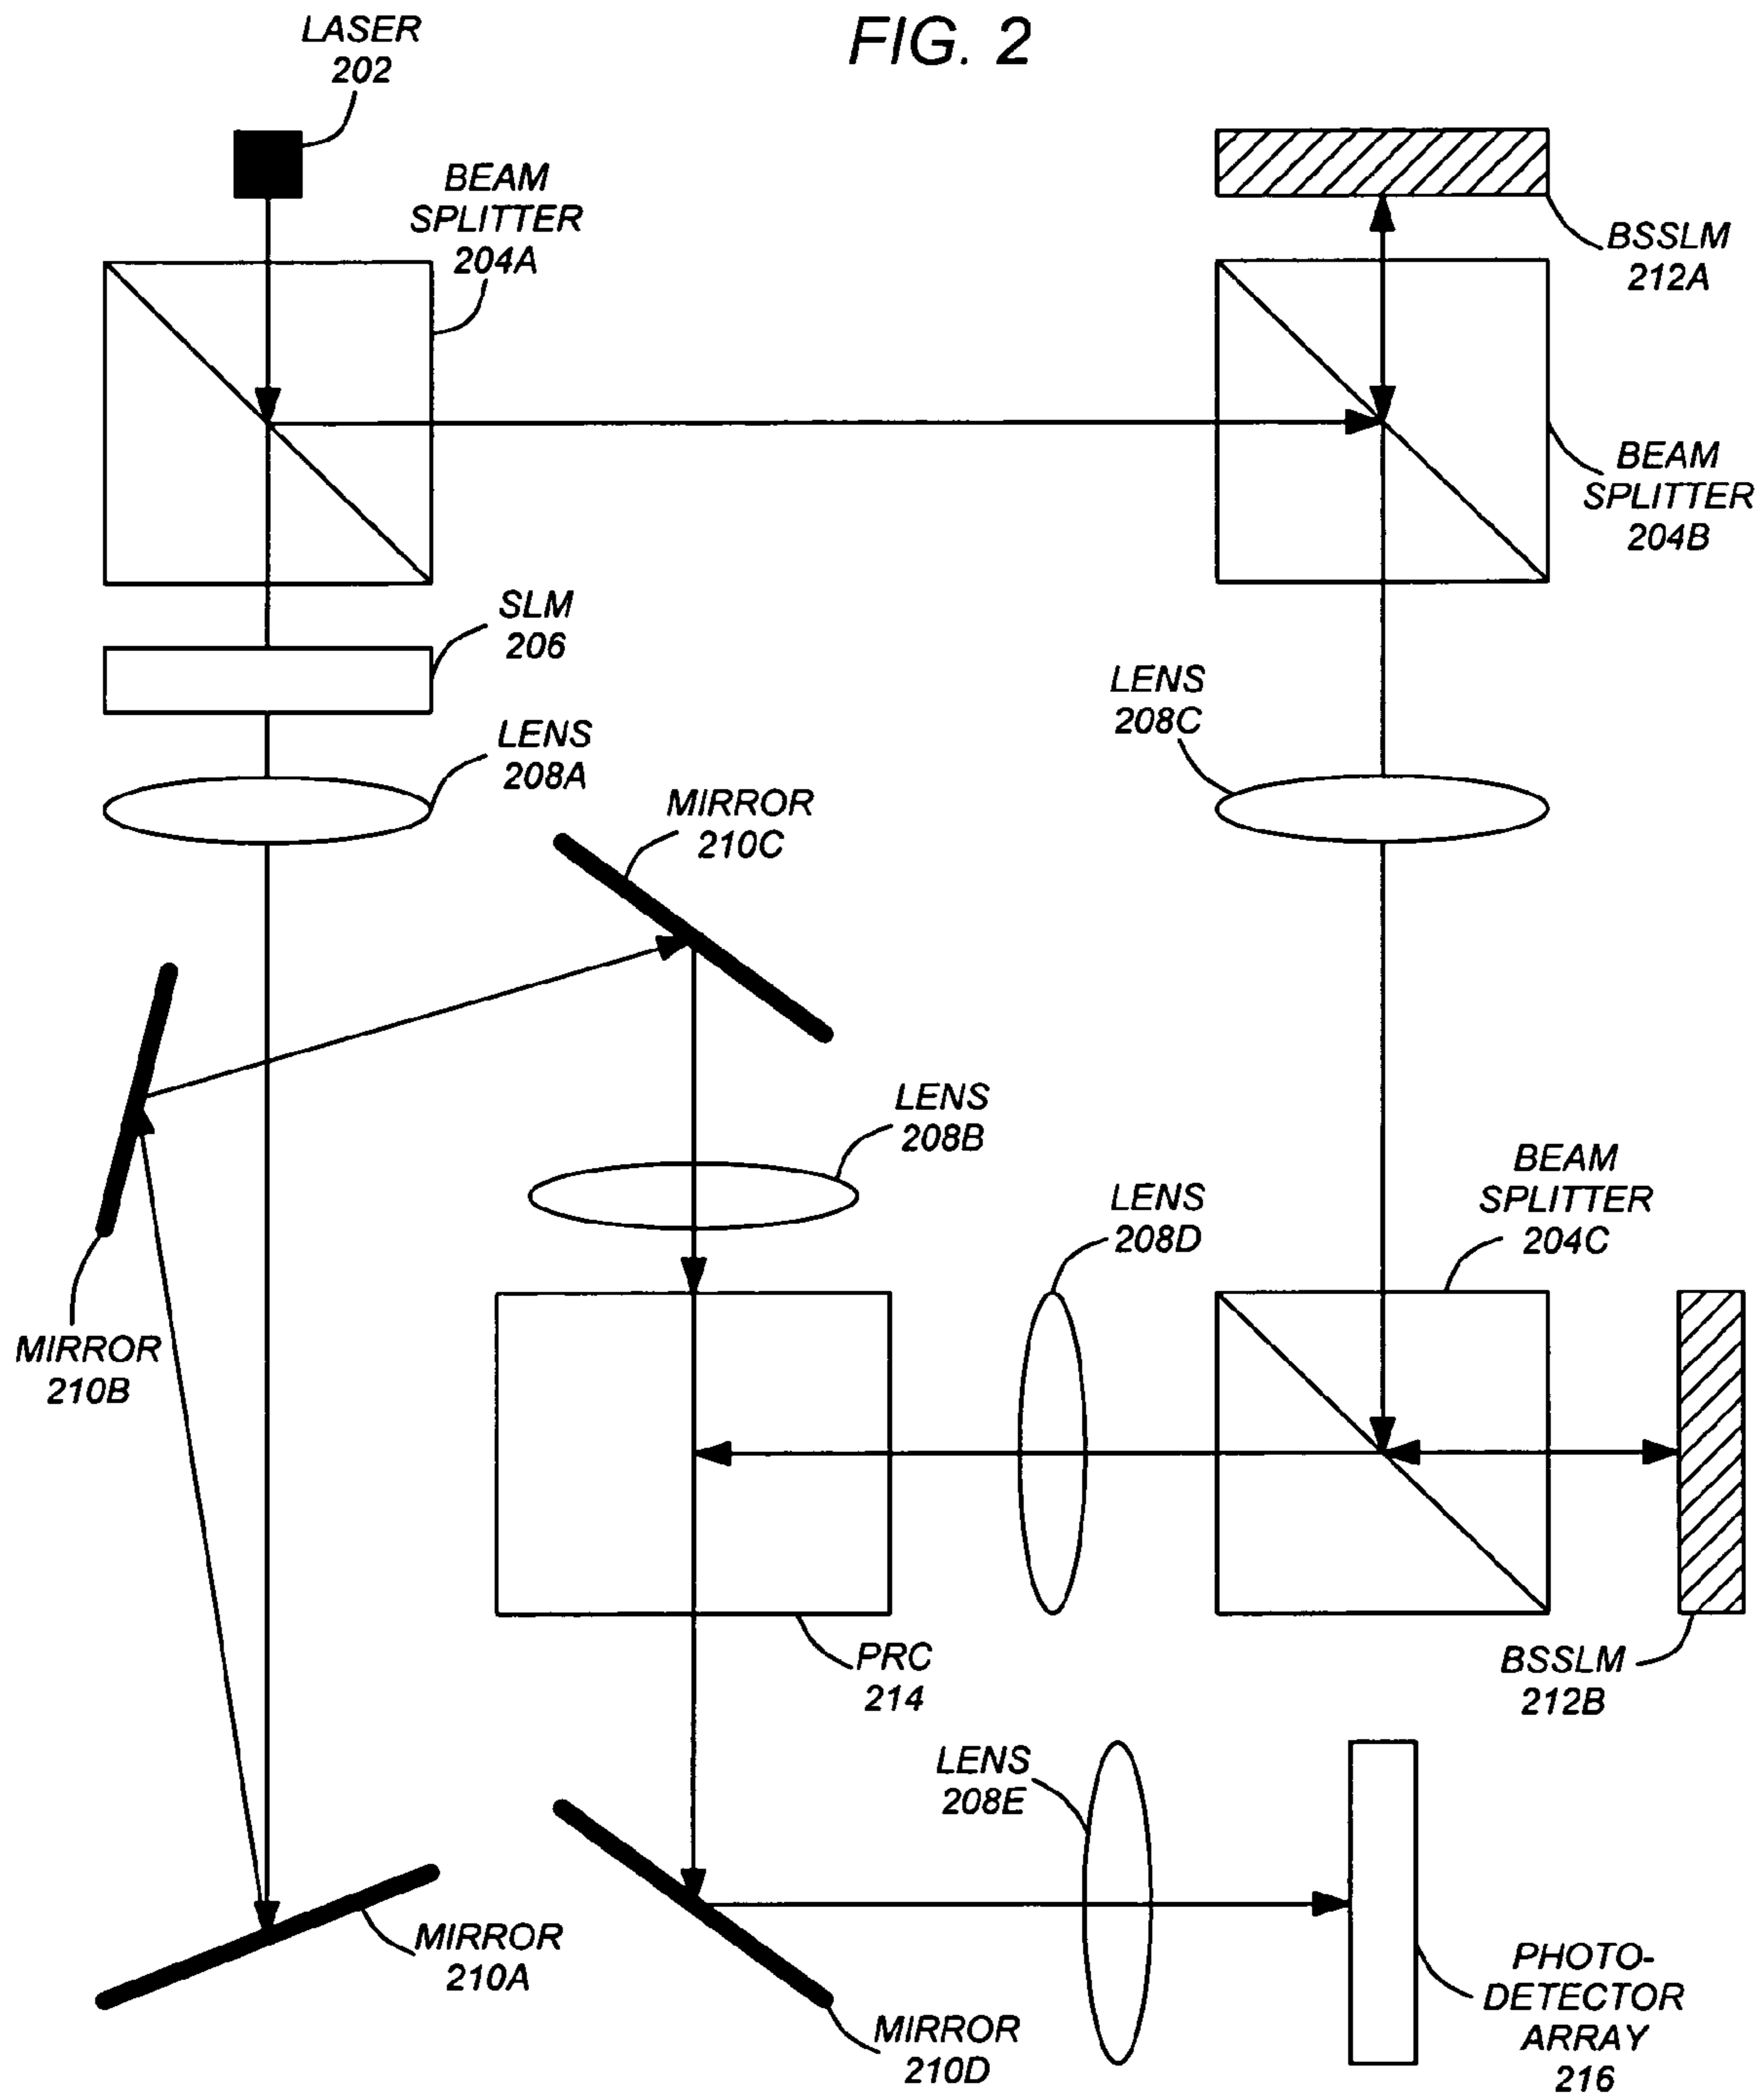 FIG. 2
LASER
202
BEAM
SPLITTER
204A
BSSLM
212A
BEAM
SPLITTER
204B
SLM
206
LENS
208A
LENS
208C
MIRROR
210C
LENS
208B
LENS
208D
BEAM
SPLITTER
204C
MIRROR
210B
PRC
214
BSSLM
212B
LENS
208E
MIRROR
210A
MIRROR
210D
PHOTO-
DETECTOR
ARRAY
216